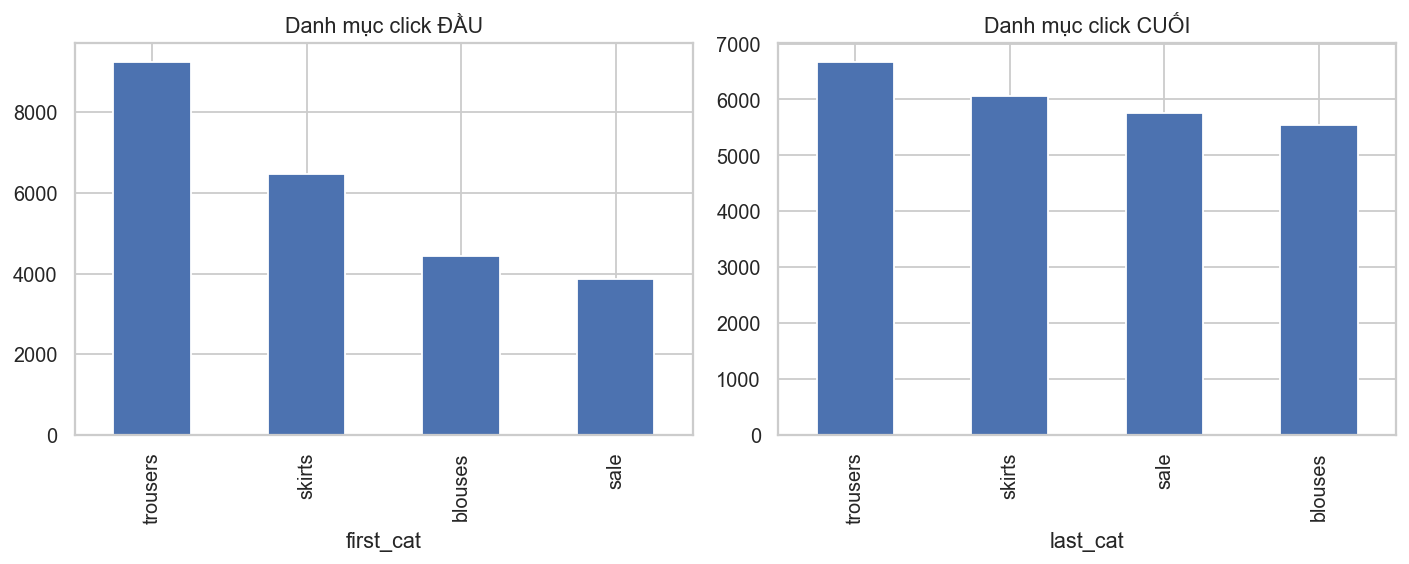 Danh mục click ĐẦU
8000
6000
4000
2000
0
trousers
skirts
blouses
sale
first_cat
Danh mục click CUỐI
7000
6000
5000
4000
3000
2000
1000
0
trousers
skirts
sale
blouses
last_cat